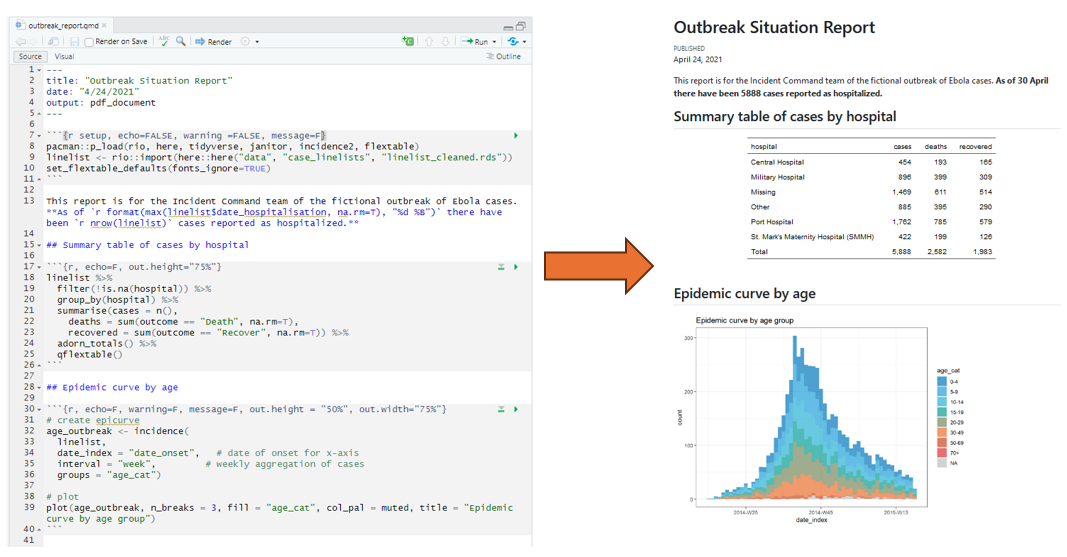 outbreak_report.qmd
Render on Save
ABC
Render
Run
Source Visual
Outline
1 ---
2 title: "Outbreak Situation Report"
3 date: "4/24/2021"
4 output: pdf_document
5 ---
6
7 ```{r setup, echo=FALSE, warning =FALSE, message=F}
8 pacman::p_load(rio, here, tidyverse, janitor, incidence2, flextable)
9 linelist <- rio::import(here::here("data", "case_linelists", "linelist_cleaned.rds"))
10 set_flextable_defaults(fonts_ignore=TRUE)
11 ```
12
13 This report is for the Incident Command team of the fictional outbreak of Ebola cases.
**As of `r format(max(linelist$date_hospitalisation, na.rm=T), "%d %B")` there have
been `r nrow(linelist)` cases reported as hospitalized.**
14
15 ## Summary table of cases by hospital
16
17 ```{r, echo=F, out.height="75%"}
18 linelist %>%
19 filter(!is.na(hospital)) %>%
20 group_by(hospital) %>%
21 summarise(cases = n(),
22 deaths = sum(outcome == "Death", na.rm=T),
23 recovered = sum(outcome == "Recover", na.rm=T)) %>%
24 adorn_totals() %>%
25 qflextable()
26 ```
27
28 ## Epidemic curve by age
29
30 ```{r, echo=F, warning=F, message=F, out.height = "50%", out.width="75%"}
31 # create epicurve
32 age_outbreak <- incidence(
33 linelist,
34 date_index = "date_onset", # date of onset for x-axis
35 interval = "week", # weekly aggregation of cases
36 groups = "age_cat")
37
38 # plot
39 plot(age_outbreak, n_breaks = 3, fill = "age_cat", col_pal = muted, title = "Epidemic
curve by age group")
40 ```
41
Outbreak Situation Report
PUBLISHED
April 24, 2021
This report is for the Incident Command team of the fictional outbreak of Ebola cases. As of 30 April
there have been 5888 cases reported as hospitalized.
Summary table of cases by hospital
hospital cases deaths recovered
Central Hospital 454 193 165
Military Hospital 896 399 309
Missing 1,469 611 514
Other 885 395 290
Port Hospital 1,762 785 579
St. Mark's Maternity Hospital (SMMH) 422 199 126
Total 5,888 2,582 1,983
Epidemic curve by age
Epidemic curve by age group
300
200
100
0
count
2014-W26 2014-W45 2015-W13
date_index
age_cat
0-4
5-9
10-14
15-19
20-29
30-49
50-69
70+
NA